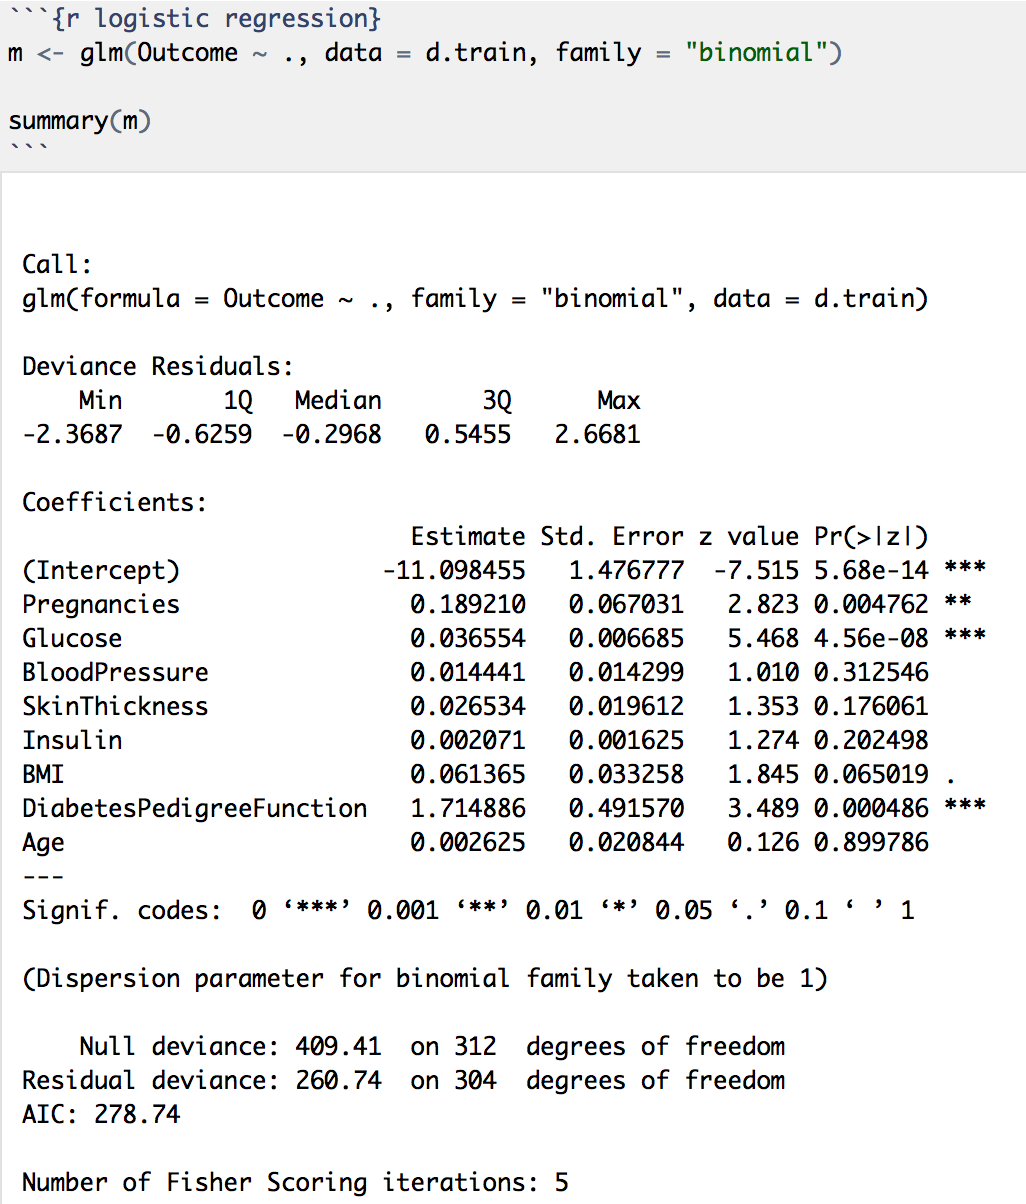 ```{r logistic regression}
m <- glm(Outcome ~ ., data = d.train, family = "binomial")
summary(m)
```
Call:
glm(formula = Outcome ~ ., family = "binomial", data = d.train)
Deviance Residuals:
    Min       1Q   Median       3Q      Max
-2.3687  -0.6259  -0.2968   0.5455   2.6681
Coefficients:
                           Estimate Std. Error z value Pr(>|z|)
(Intercept)              -11.098455   1.476777  -7.515 5.68e-14 ***
Pregnancies                0.189210   0.067031   2.823 0.004762 **
Glucose                    0.036554   0.006685   5.468 4.56e-08 ***
BloodPressure              0.014441   0.014299   1.010 0.312546
SkinThickness              0.026534   0.019612   1.353 0.176061
Insulin                    0.002071   0.001625   1.274 0.202498
BMI                        0.061365   0.033258   1.845 0.065019 .
DiabetesPedigreeFunction   1.714886   0.491570   3.489 0.000486 ***
Age                        0.002625   0.020844   0.126 0.899786
---
Signif. codes:  0 ‘***’ 0.001 ‘**’ 0.01 ‘*’ 0.05 ‘.’ 0.1 ‘ ’ 1
(Dispersion parameter for binomial family taken to be 1)
    Null deviance: 409.41  on 312  degrees of freedom
Residual deviance: 260.74  on 304  degrees of freedom
AIC: 278.74
Number of Fisher Scoring iterations: 5